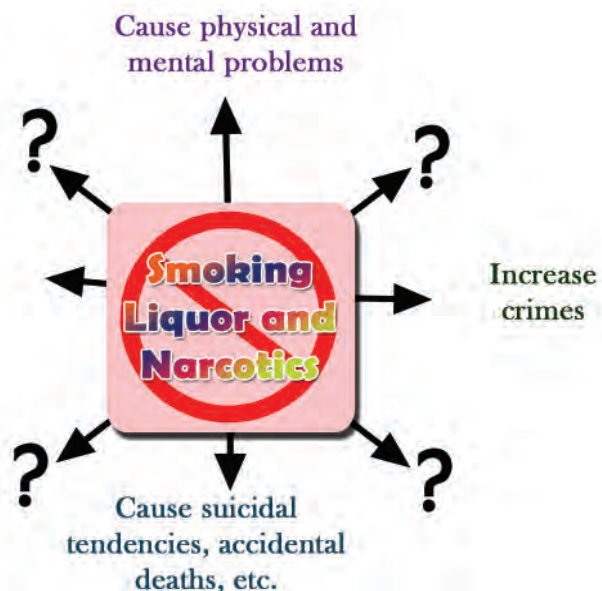 Cause physical and
mental problems
?
?
Smoking
Liquor and
Narcotics
Increase
crimes
?
?
Cause suicidal
tendencies, accidental
deaths, etc.